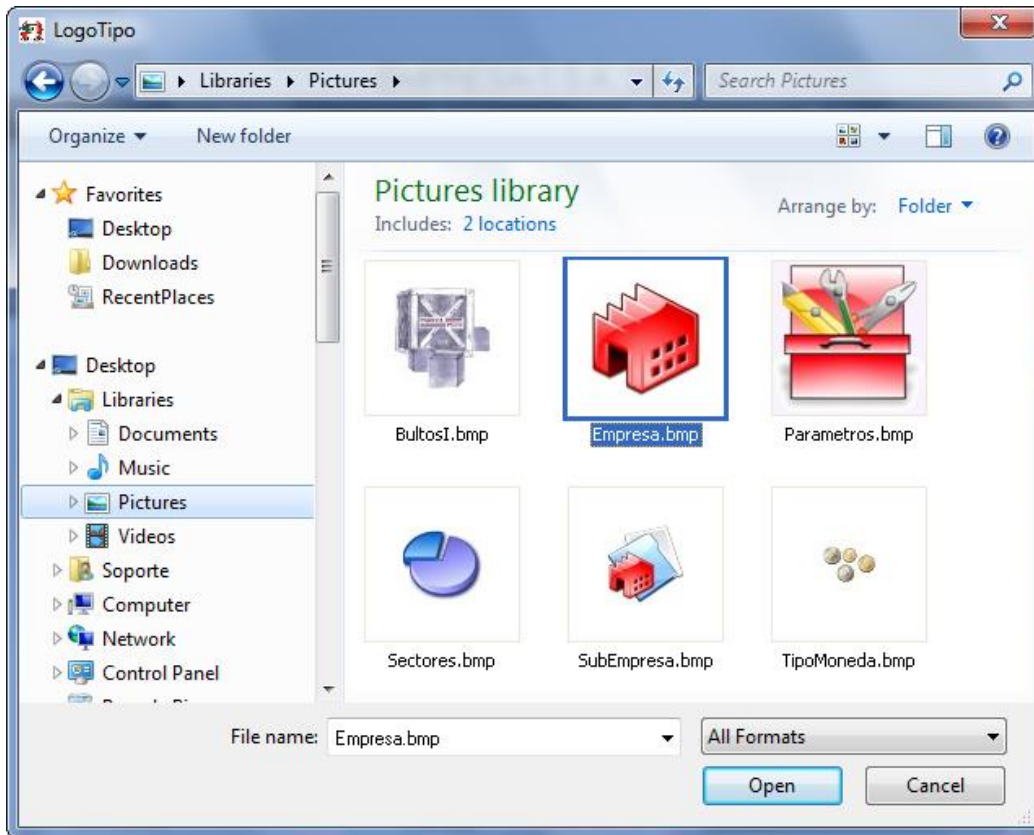 LogoTipo
Libraries Pictures
Search Pictures
Organize New folder
Favorites
Desktop
Downloads
RecentPlaces
Desktop
Libraries
Documents
Music
Pictures
Videos
Soporte
Computer
Network
Control Panel
Pictures library
Includes: 2 locations
Arrange by: Folder
BultosI.bmp
Empresa.bmp
Parametros.bmp
Sectores.bmp
SubEmpresa.bmp
TipoMoneda.bmp
File name: Empresa.bmp
All Formats
Open
Cancel